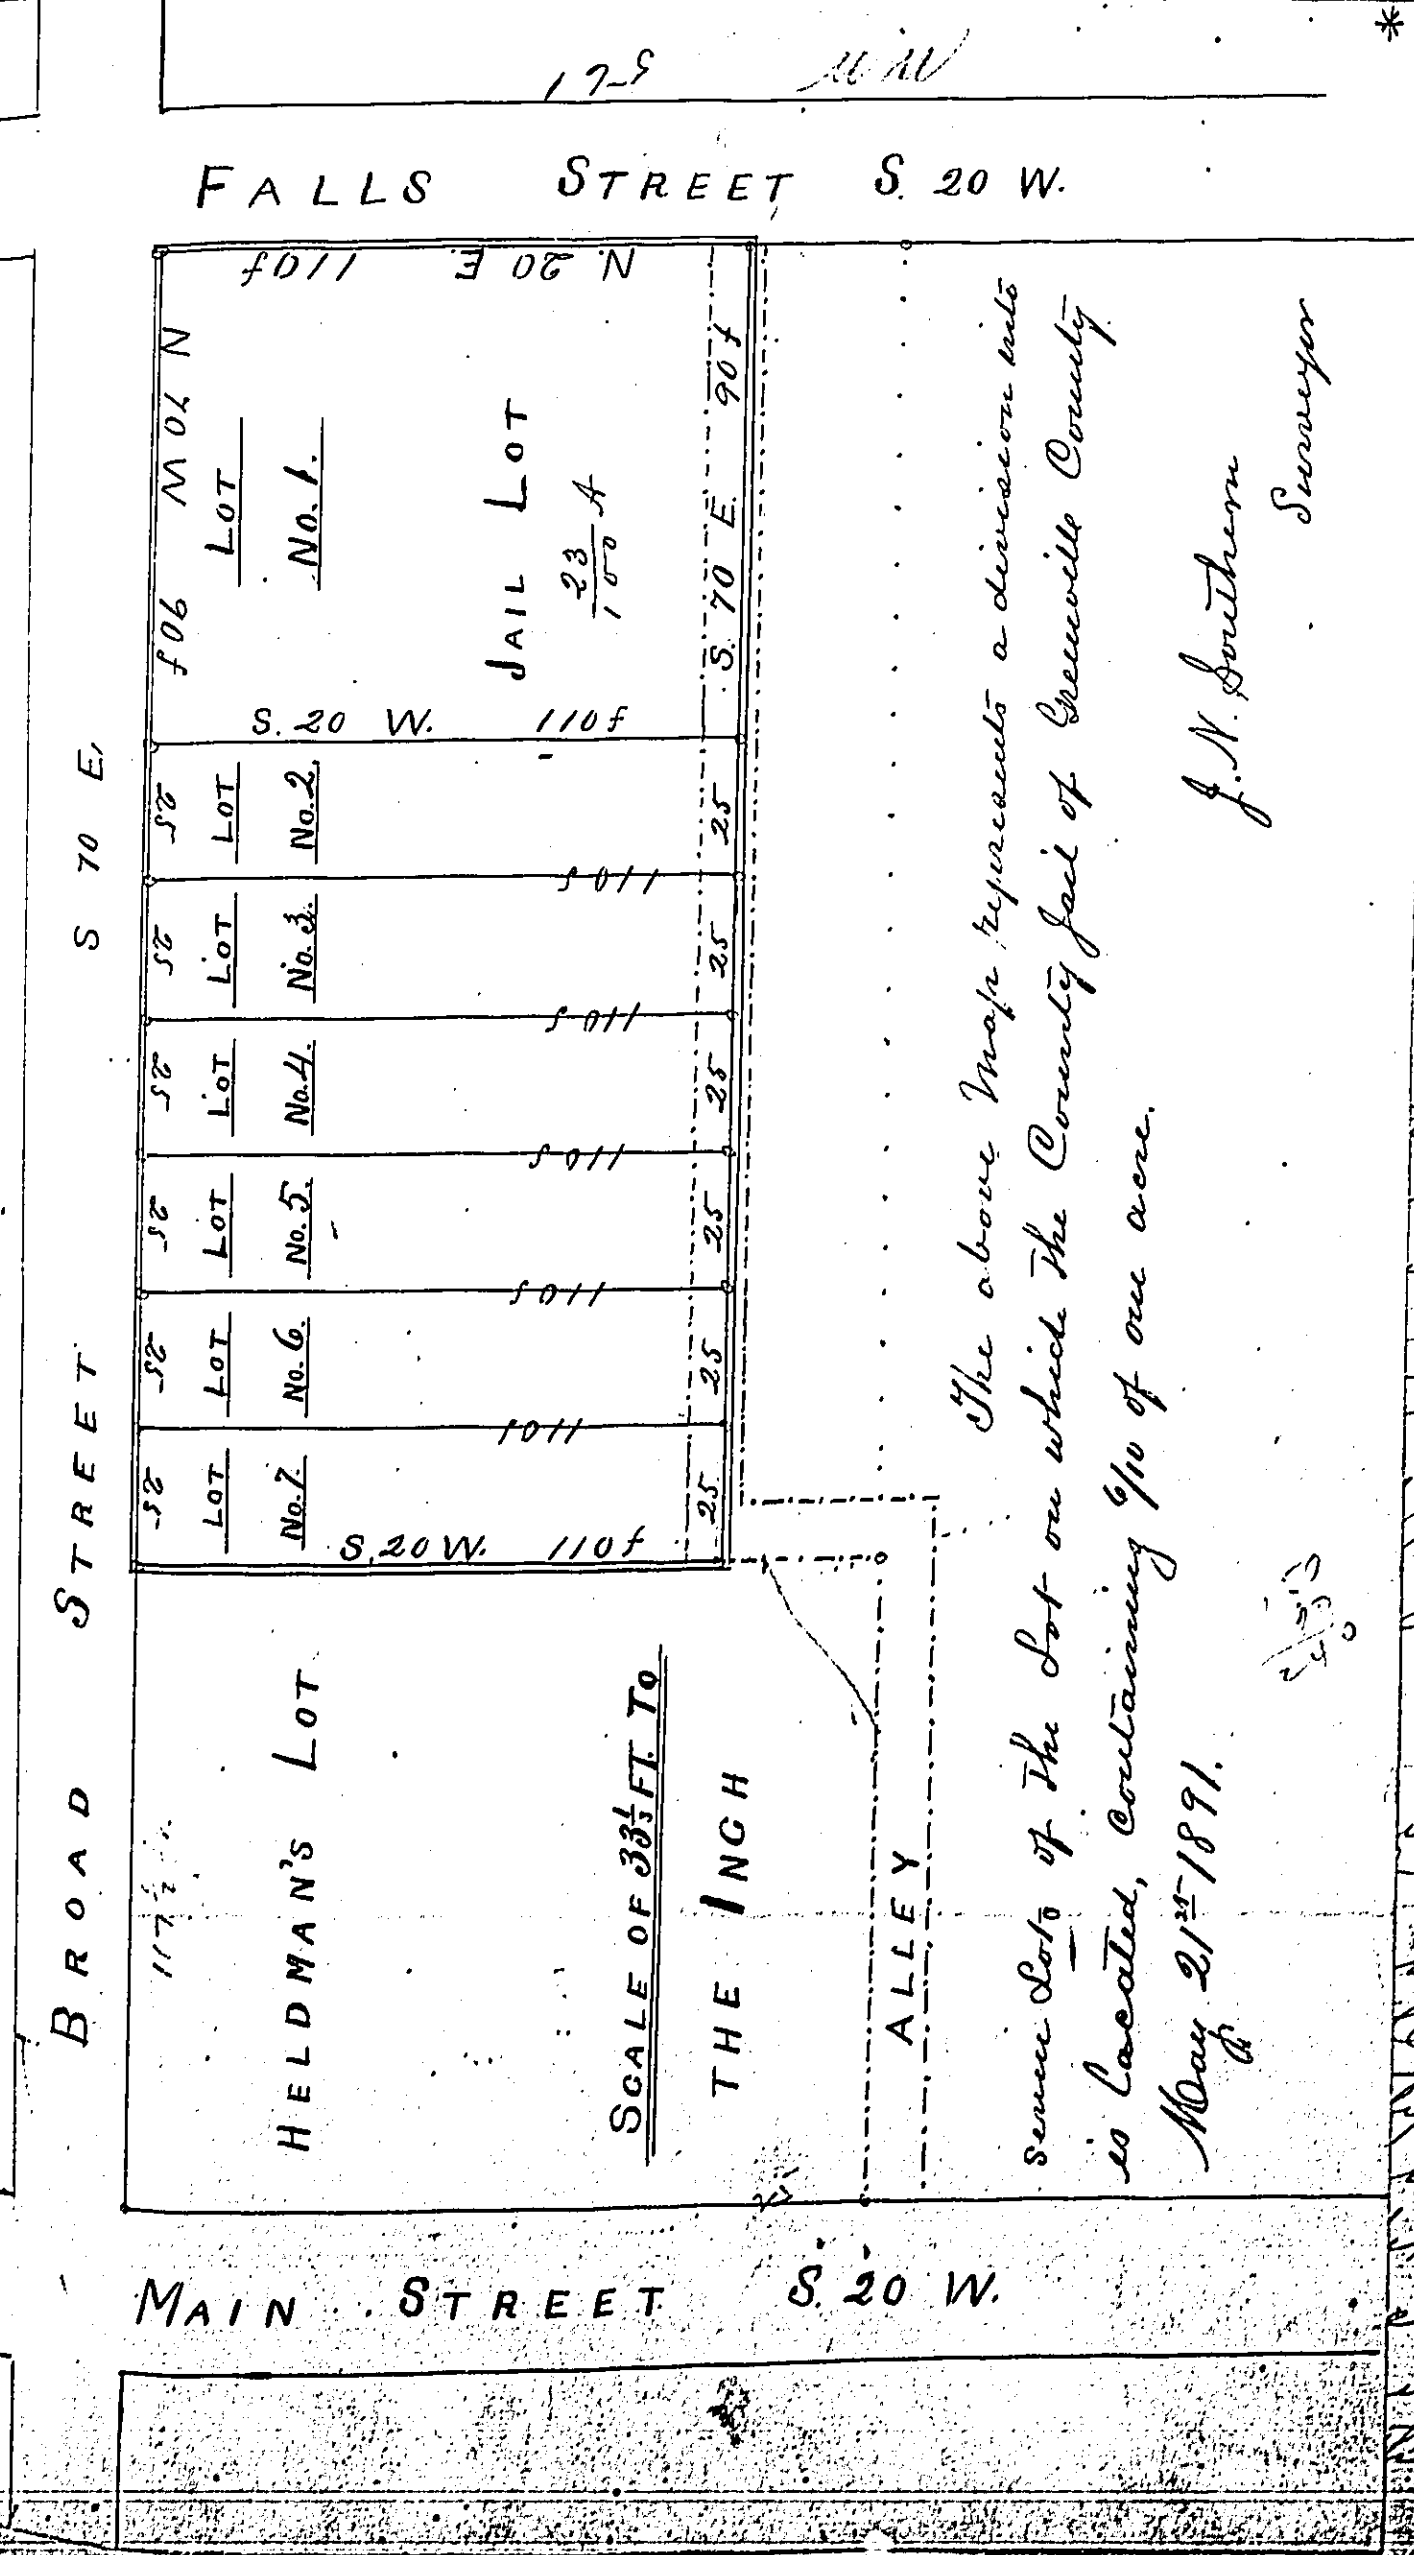 FALLS STREET S. 20 W.
N. 20 E. 110f
N 70 W 90f
LOT
No. 1.
JAIL LOT
23/100 A
S. 70 E. 90f
S. 20 W. 110f
BROAD STREET S 70 E,
25
LOT
No. 2.
25
110f
25
LOT
No. 3.
25
110f
25
LOT
No. 4.
25
110f
25
LOT
No. 5.
25
110f
25
LOT
No. 6.
25
110f
25
LOT
No. 7.
25
S. 20 W. 110f
117½
HELDMAN'S LOT
SCALE OF 33⅓ FT. TO
THE INCH
ALLEY
MAIN STREET S. 20 W.
The above Map represents a division into
seven Lots of the Lot on which the County Jail of Greenville County
is Located, Containing 6/10 of one acre.
May 21st 1891.
J. N. Southern
Surveyor